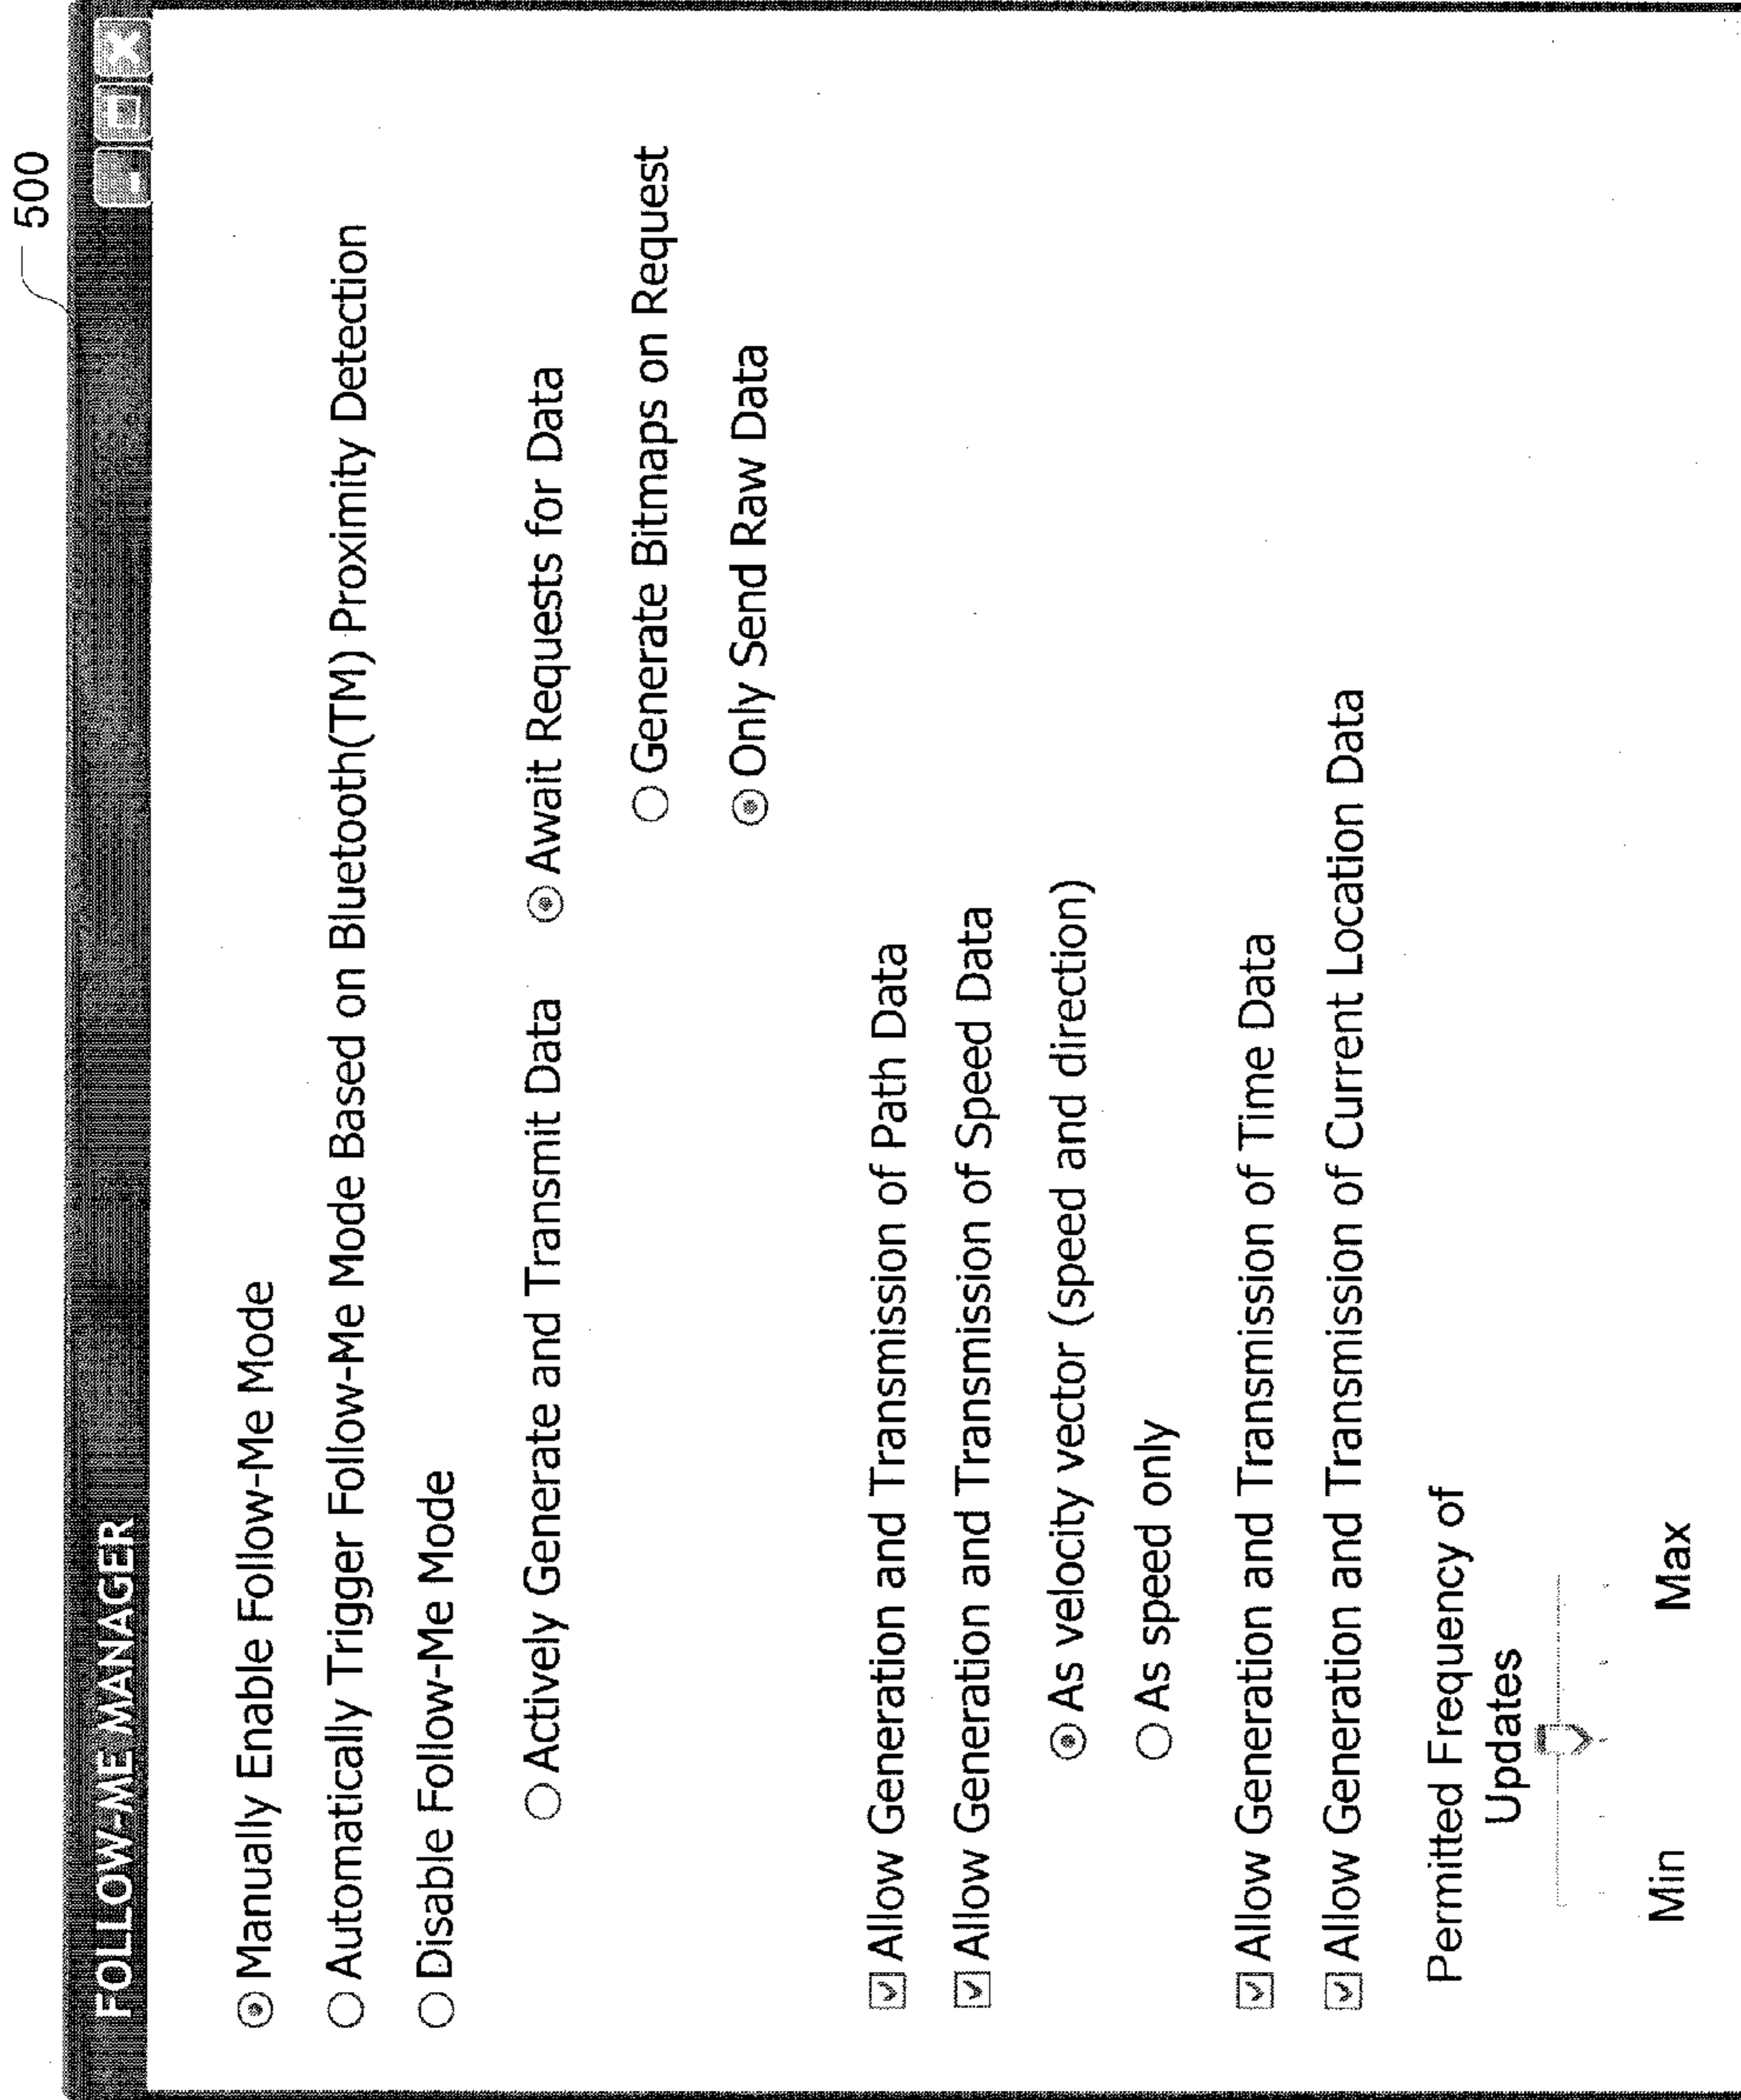 500
FOLLOW-ME MANAGER
Manually Enable Follow-Me Mode
Automatically Trigger Follow-Me Mode Based on Bluetooth(TM) Proximity Detection
Disable Follow-Me Mode
Actively Generate and Transmit Data Await Requests for Data
Generate Bitmaps on Request
Only Send Raw Data
Allow Generation and Transmission of Path Data
Allow Generation and Transmission of Speed Data
As velocity vector (speed and direction)
As speed only
Allow Generation and Transmission of Time Data
Allow Generation and Transmission of Current Location Data
Permitted Frequency of
Updates
Min Max